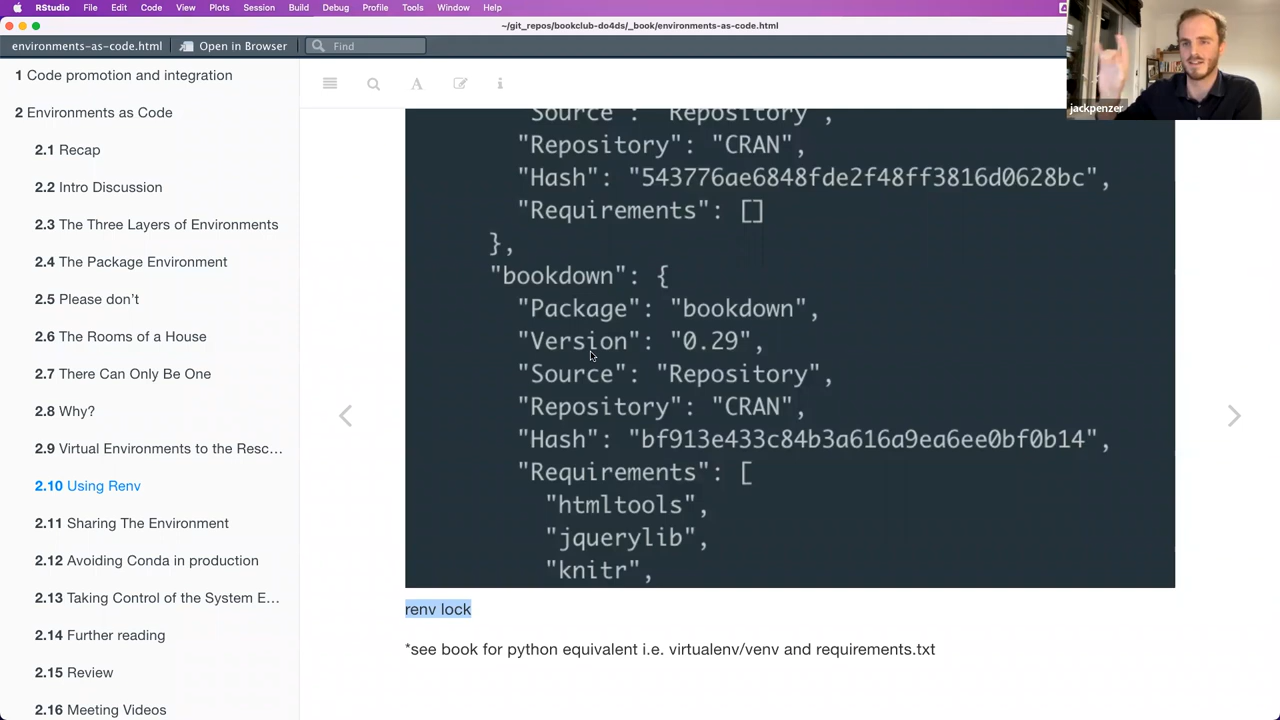 RStudio File Edit Code View Plots Session Build Debug Profile Tools Window Help
~/git_repos/bookclub-do4ds/_book/environments-as-code.html
environments-as-code.html Open in Browser Find
1 Code promotion and integration
2 Environments as Code
2.1 Recap
2.2 Intro Discussion
2.3 The Three Layers of Environments
2.4 The Package Environment
2.5 Please don't
2.6 The Rooms of a House
2.7 There Can Only Be One
2.8 Why?
2.9 Virtual Environments to the Resc…
2.10 Using Renv
2.11 Sharing The Environment
2.12 Avoiding Conda in production
2.13 Taking Control of the System E…
2.14 Further reading
2.15 Review
2.16 Meeting Videos
A
i
"Source": "Repository",
"Repository": "CRAN",
"Hash": "543776ae6848fde2f48ff3816d0628bc",
"Requirements": []
},
"bookdown": {
"Package": "bookdown",
"Version": "0.29",
"Source": "Repository",
"Repository": "CRAN",
"Hash": "bf913e433c84b3a616a9ea6ee0bf0b14",
"Requirements": [
"htmltools",
"jquerylib",
"knitr",
renv lock
*see book for python equivalent i.e. virtualenv/venv and requirements.txt
jackpenzer